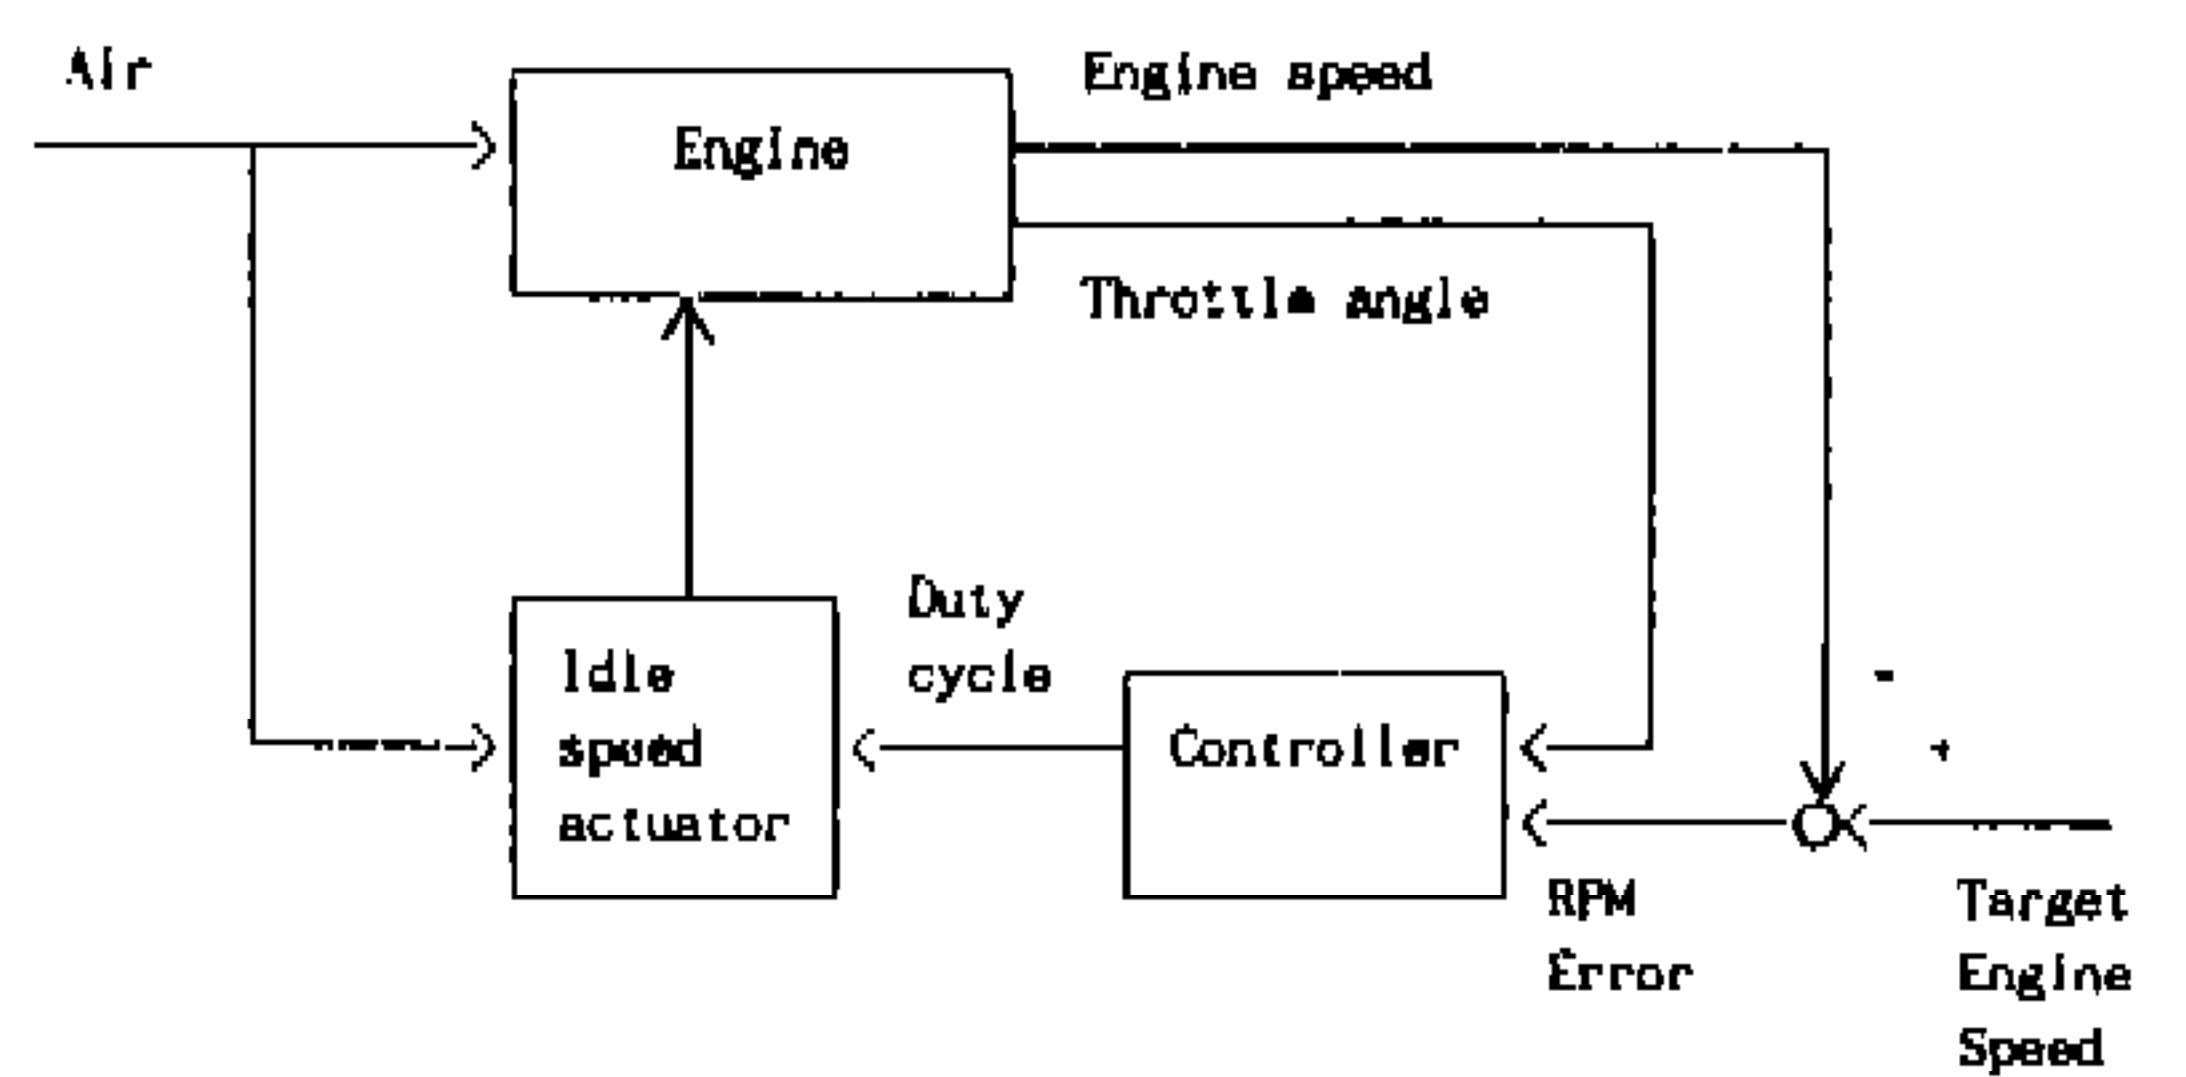 Air
Engine speed
Engine
Throttle angle
Duty
cycle
Idle
speed
actuator
Controller
-
+
RPM
Error
Target
Engine
Speed